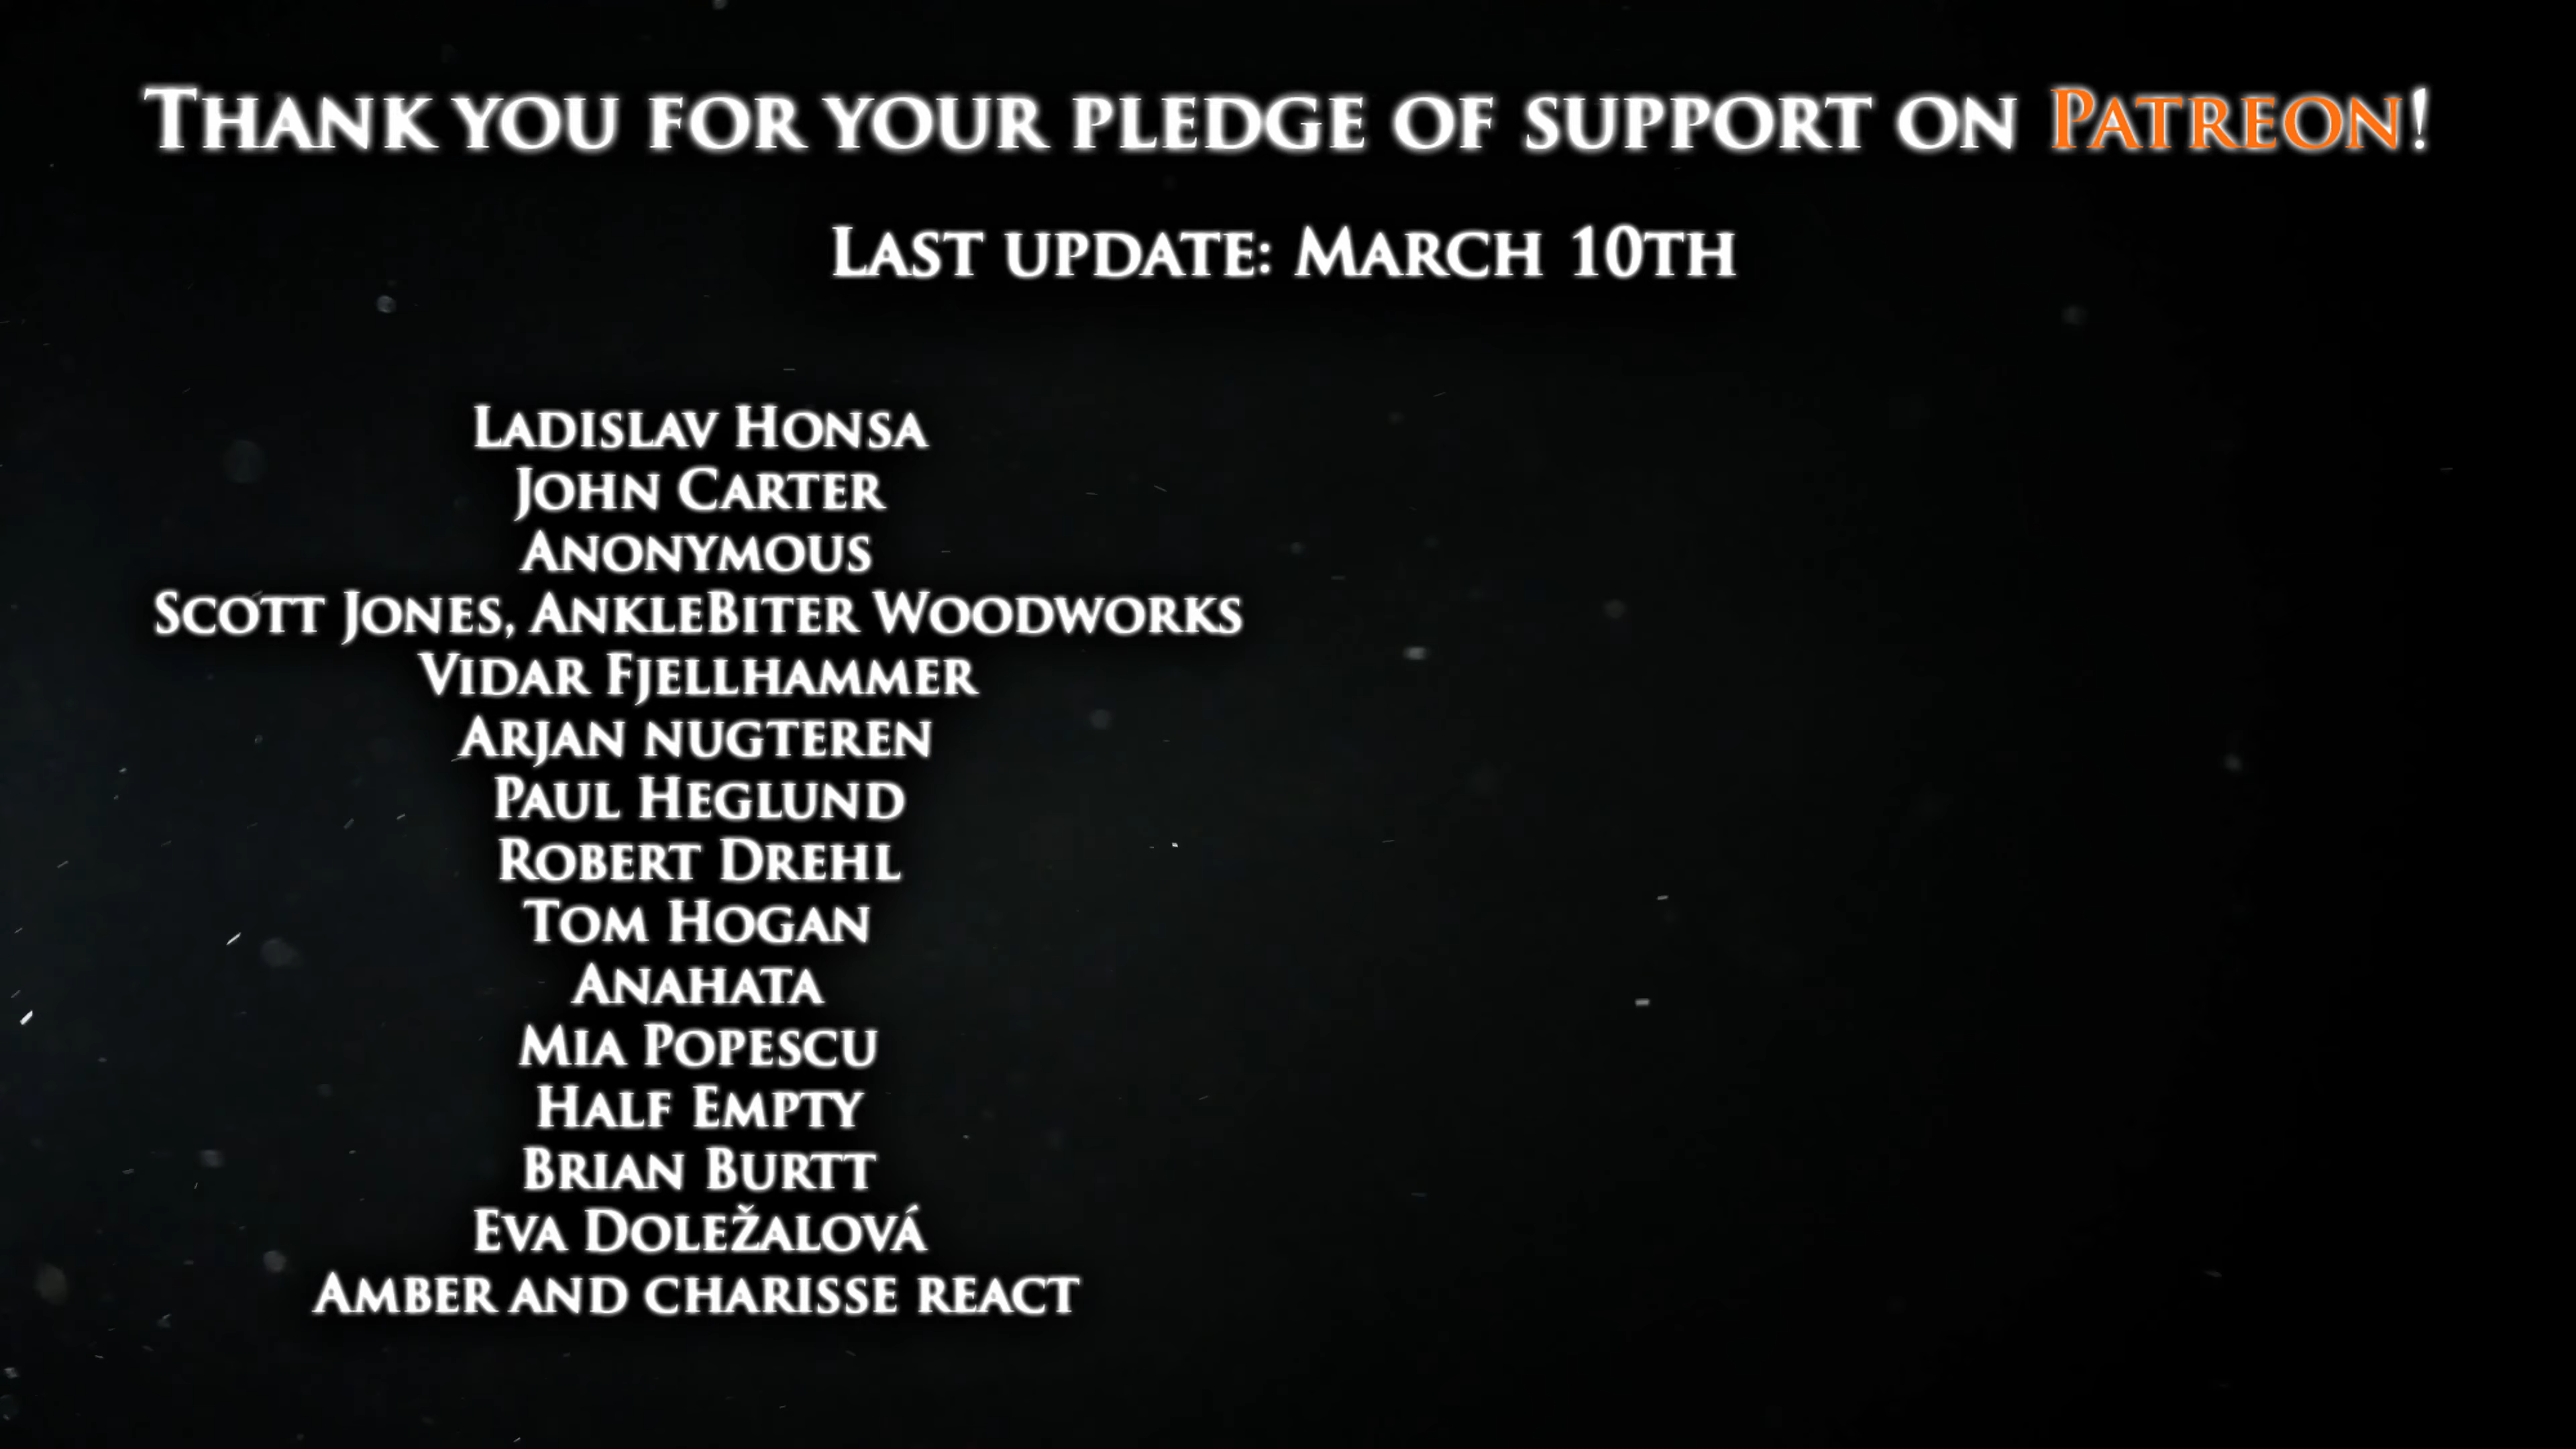 Thank you for your pledge of support on Patreon!
Last update: March 10th
Ladislav Honsa
John Carter
Anonymous
Scott Jones, AnkleBiter Woodworks
Vidar Fjellhammer
Arjan nugteren
Paul Heglund
Robert Drehl
Tom Hogan
Anahata
Mia Popescu
Half Empty
Brian Burtt
Eva Doležalová
Amber and charisse react